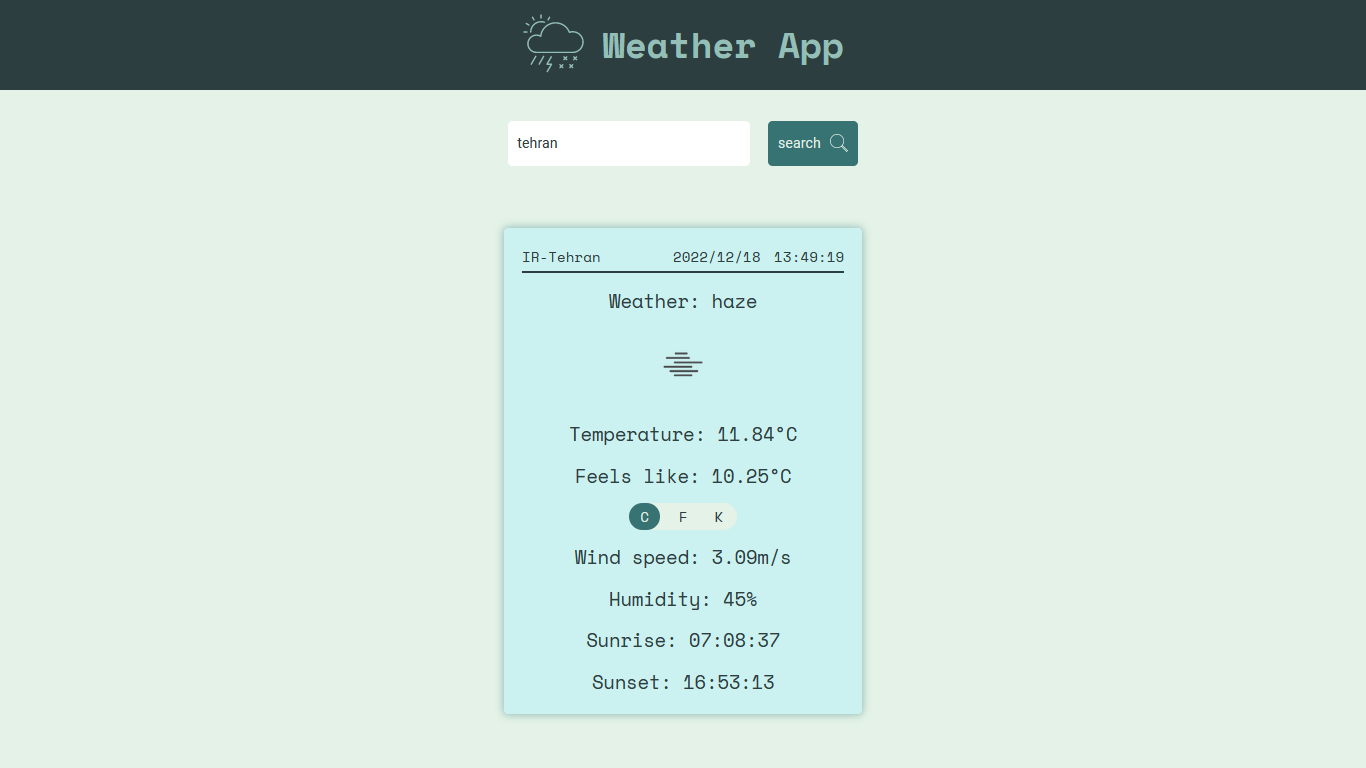 Weather App
tehran
search
IR-Tehran 2022/12/18 13:49:19
Weather: haze
Temperature: 11.84°C
Feels like: 10.25°C
C F K
Wind speed: 3.09m/s
Humidity: 45%
Sunrise: 07:08:37
Sunset: 16:53:13